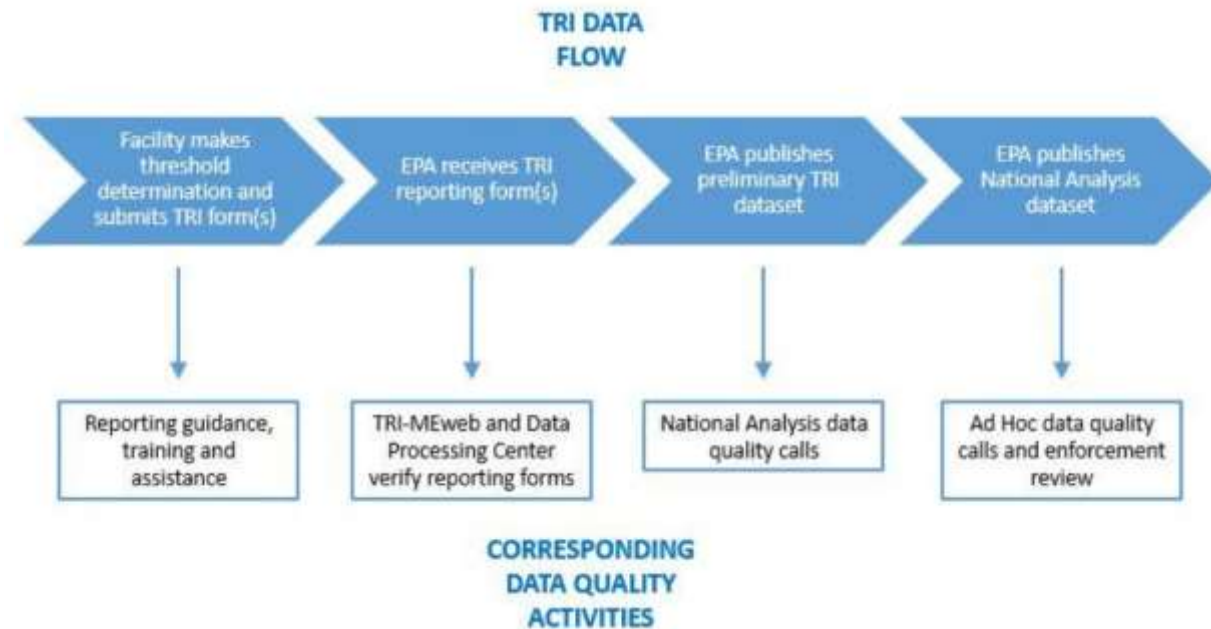 TRI DATA
FLOW
Facility makes
threshold
determination and
submits TRI form(s)
EPA receives TRI
reporting form(s)
EPA publishes
preliminary TRI
dataset
EPA publishes
National Analysis
dataset
Reporting guidance,
training and
assistance
TRI-MEweb and Data
Processing Center
verify reporting forms
National Analysis data
quality calls
Ad Hoc data quality
calls and enforcement
review
CORRESPONDING
DATA QUALITY
ACTIVITIES